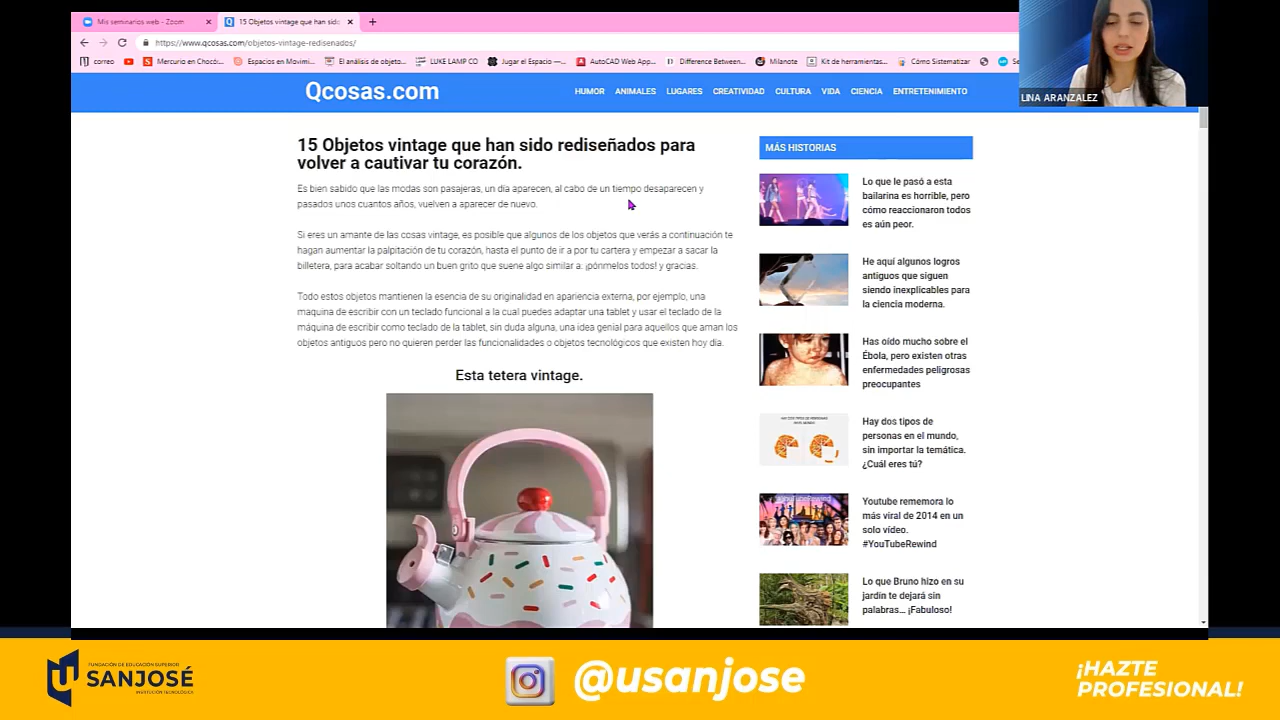 Mis seminarios web - Zoom
15 Objetos vintage que han sido
https://www.qcosas.com/objetos-vintage-redisenados/
correo
Mercurio en Chocó:...
Espacios en Movimi...
El análisis de objeto...
LUKE LAMP CO
Jugar el Espacio —...
AutoCAD Web App...
Difference Between...
Milanote
Kit de herramientas...
Cómo Sistematizar
LINA ARANZALEZ
Qcosas.com
HUMOR ANIMALES LUGARES CREATIVIDAD CULTURA VIDA CIENCIA ENTRETENIMIENTO
15 Objetos vintage que han sido rediseñados para
volver a cautivar tu corazón.
Es bien sabido que las modas son pasajeras, un día aparecen, al cabo de un tiempo desaparecen y
pasados unos cuantos años, vuelven a aparecer de nuevo.
Si eres un amante de las cosas vintage, es posible que algunos de los objetos que verás a continuación te
hagan aumentar la palpitación de tu corazón, hasta el punto de ir a por tu cartera y empezar a sacar la
billetera, para acabar soltando un buen grito que suene algo similar a. ¡pónmelos todos! y gracias.
Todo estos objetos mantienen la esencia de su originalidad en apariencia externa, por ejemplo, una
maquina de escribir con un teclado funcional a la cual puedes adaptar una tablet y usar el teclado de la
máquina de escribir como teclado de la tablet, sin duda alguna, una idea genial para aquellos que aman los
objetos antiguos pero no quieren perder las funcionalidades o objetos tecnológicos que existen hoy día.
Esta tetera vintage.
MÁS HISTORIAS
Lo que le pasó a esta
bailarina es horrible, pero
cómo reaccionaron todos
es aún peor.
He aquí algunos logros
antiguos que siguen
siendo inexplicables para
la ciencia moderna.
Has oído mucho sobre el
Ébola, pero existen otras
enfermedades peligrosas
preocupantes
Hay dos tipos de
personas en el mundo,
sin importar la temática.
¿Cuál eres tú?
Youtube rememora lo
más viral de 2014 en un
solo vídeo.
#YouTubeRewind
Lo que Bruno hizo en su
jardín te dejará sin
palabras... ¡Fabuloso!
FUNDACIÓN DE EDUCACIÓN SUPERIOR
SANJOSÉ
INSTITUCIÓN TECNOLÓGICA
@usanjose
¡HAZTE
PROFESIONAL!